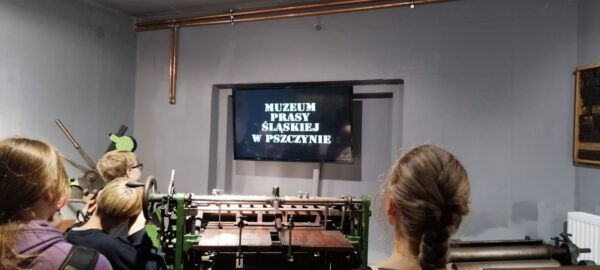 MUZEUM
PRASY
ŚLĄSKIEJ
W PSZCZYNIE